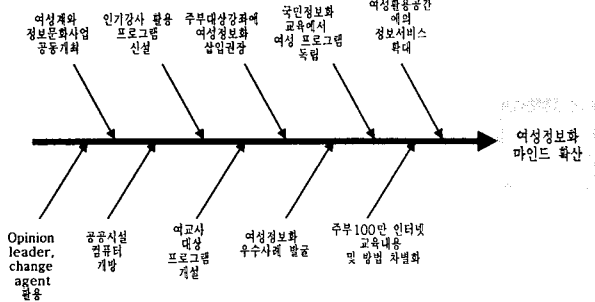 여성계와
정보문화사업
공동개최
인기강사 활용
프로그램
신설
주부대상강좌에
여성정보화
삽입권장
국민정보화
교육에서
여성 프로그램
독립
여성활용공간
에의
정보서비스
확대
여성정보화
마인드 확산
Opinion
leader,
change
agent
활용
공공시설
컴퓨터
개방
여교사
대상
프로그램
개설
여성정보화
우수사례 발굴
주부100만 인터넷
교육내용
및 방법 차별화